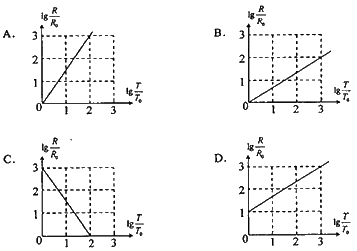 A.
lg R/R₀
3
2
1
0 1 2 3
lg T/T₀
B.
lg R/R₀
3
2
1
0 1 2 3
lg T/T₀
C.
lg R/R₀
3
2
1
0 1 2 3
lg T/T₀
D.
lg R/R₀
3
2
1
0 1 2 3
lg T/T₀